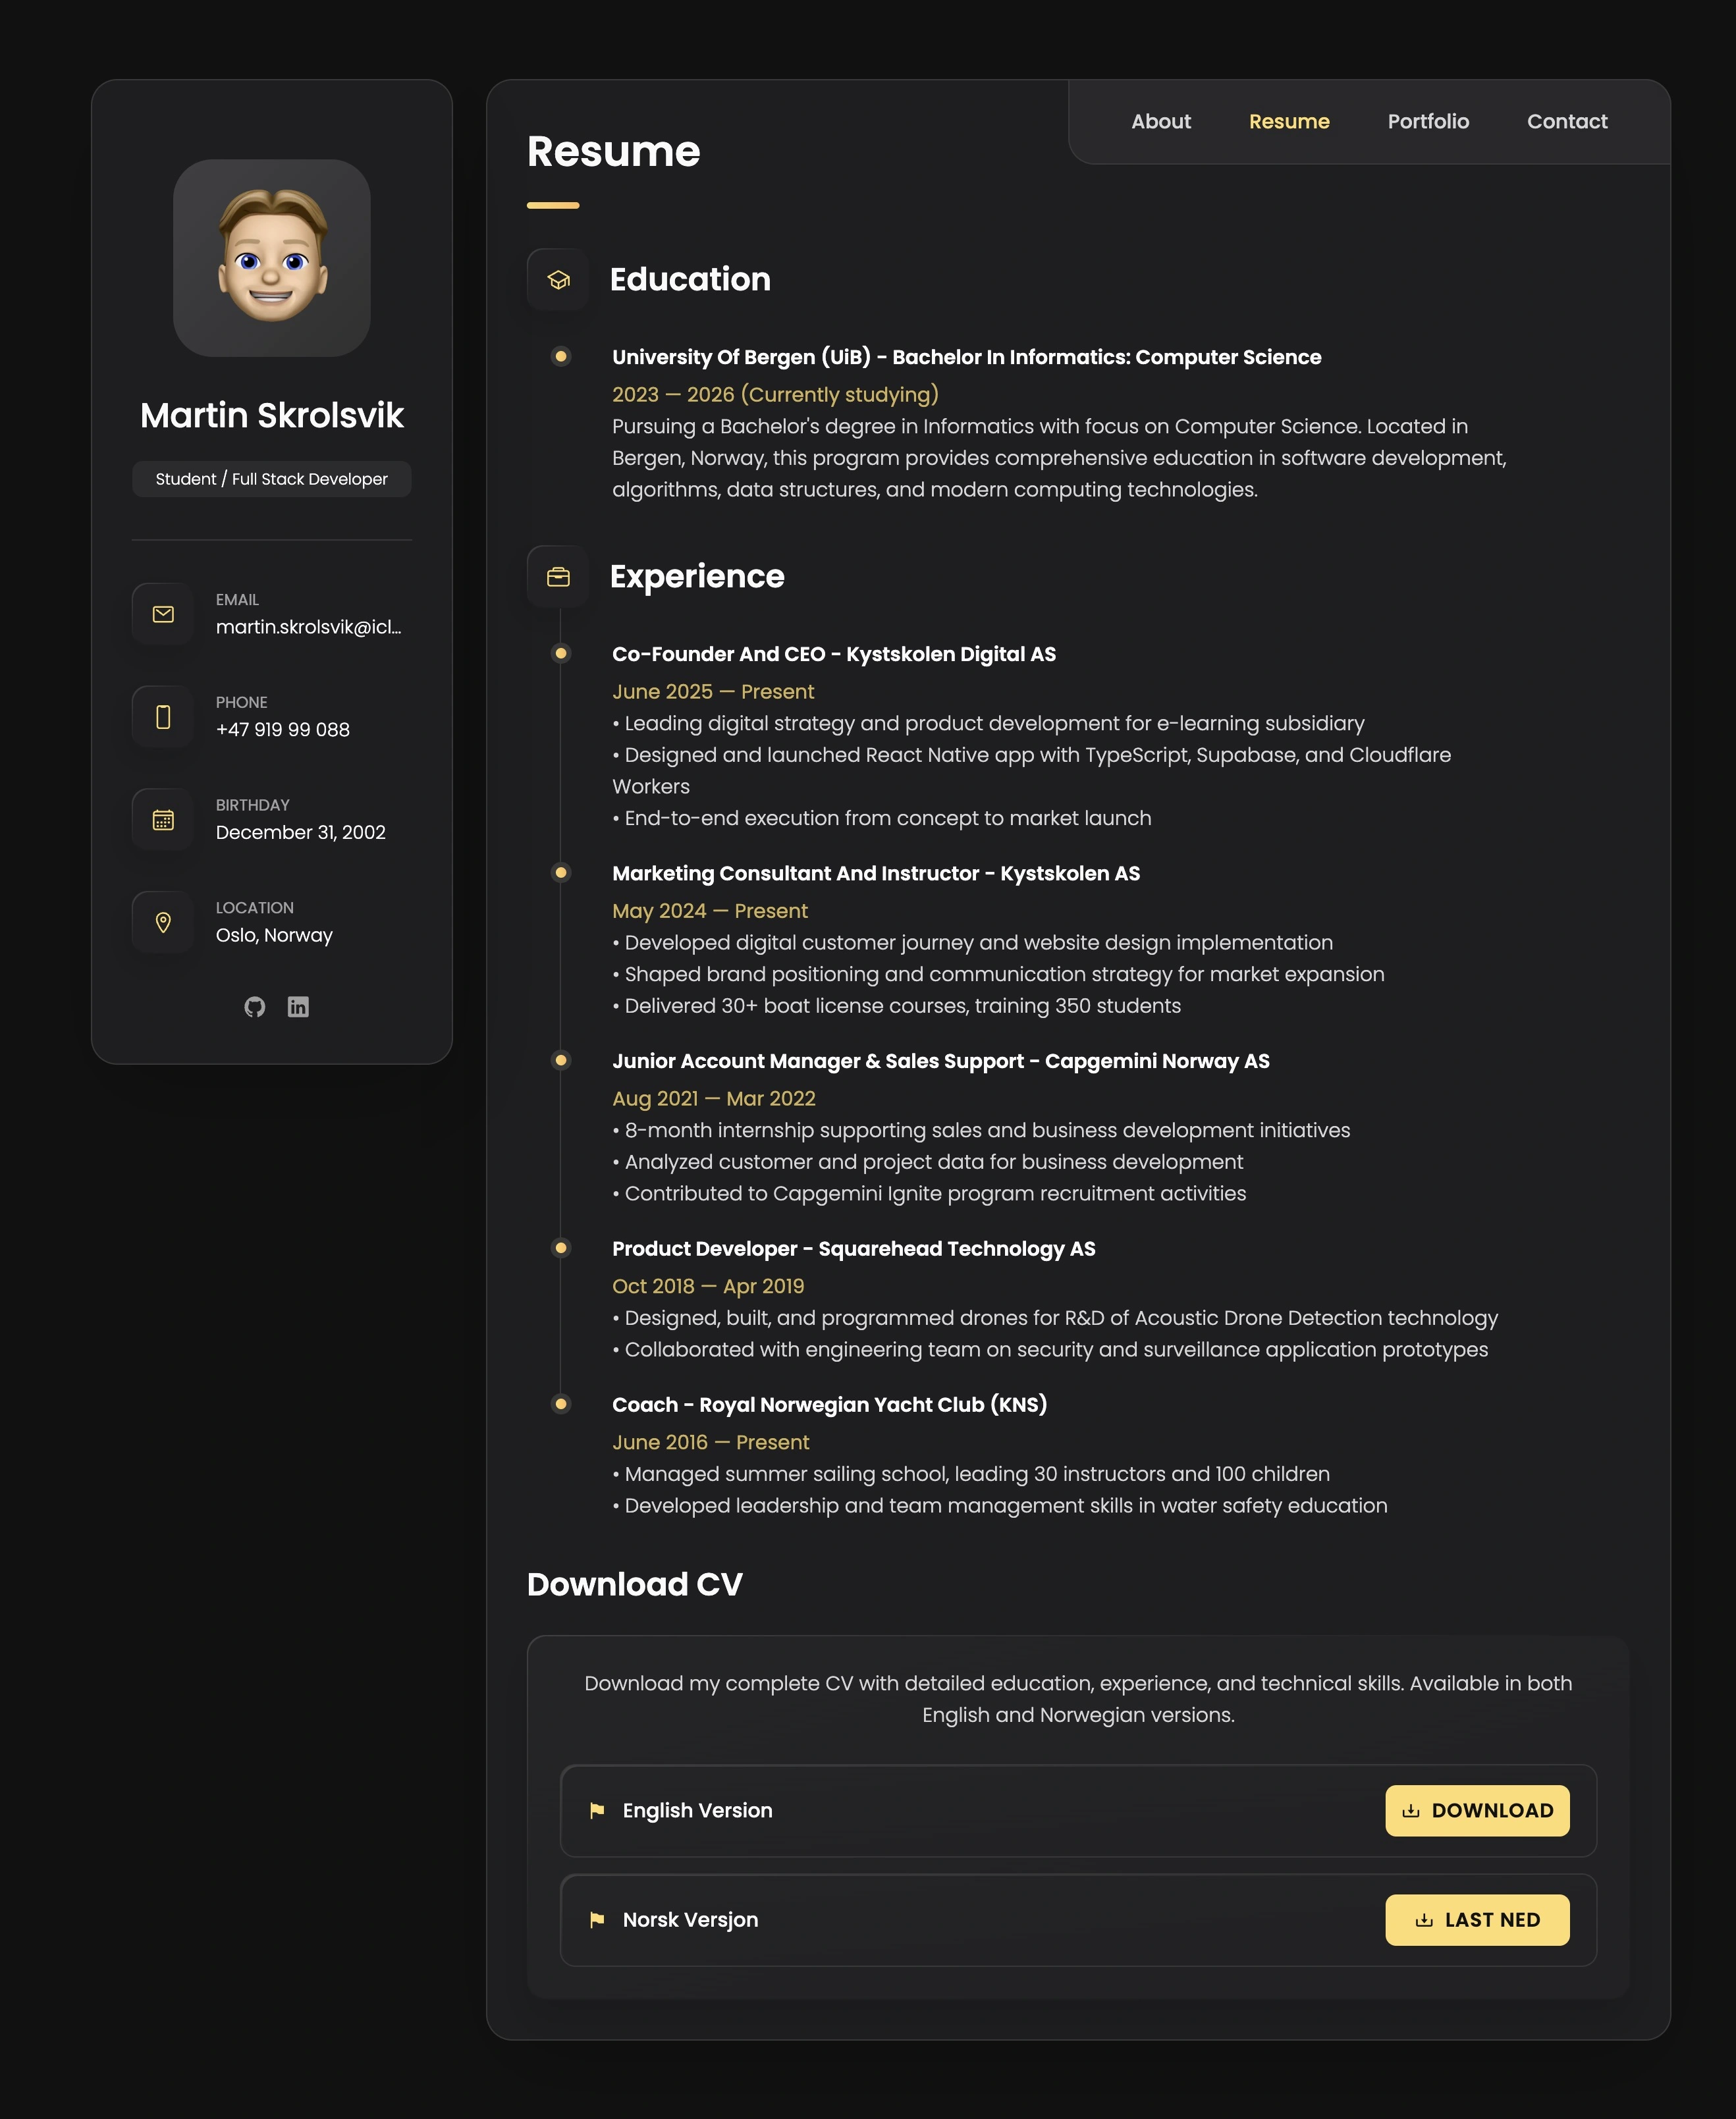 Martin Skrolsvik
Student / Full Stack Developer
EMAIL
martin.skrolsvik@icl...
PHONE
+47 919 99 088
BIRTHDAY
December 31, 2002
LOCATION
Oslo, Norway
About
Resume
Portfolio
Contact
Resume
Education
University Of Bergen (UiB) - Bachelor In Informatics: Computer Science
2023 — 2026 (Currently studying)
Pursuing a Bachelor's degree in Informatics with focus on Computer Science. Located in
Bergen, Norway, this program provides comprehensive education in software development,
algorithms, data structures, and modern computing technologies.
Experience
Co-Founder And CEO - Kystskolen Digital AS
June 2025 — Present
• Leading digital strategy and product development for e-learning subsidiary
• Designed and launched React Native app with TypeScript, Supabase, and Cloudflare
Workers
• End-to-end execution from concept to market launch
Marketing Consultant And Instructor - Kystskolen AS
May 2024 — Present
• Developed digital customer journey and website design implementation
• Shaped brand positioning and communication strategy for market expansion
• Delivered 30+ boat license courses, training 350 students
Junior Account Manager & Sales Support - Capgemini Norway AS
Aug 2021 — Mar 2022
• 8-month internship supporting sales and business development initiatives
• Analyzed customer and project data for business development
• Contributed to Capgemini Ignite program recruitment activities
Product Developer - Squarehead Technology AS
Oct 2018 — Apr 2019
• Designed, built, and programmed drones for R&D of Acoustic Drone Detection technology
• Collaborated with engineering team on security and surveillance application prototypes
Coach - Royal Norwegian Yacht Club (KNS)
June 2016 — Present
• Managed summer sailing school, leading 30 instructors and 100 children
• Developed leadership and team management skills in water safety education
Download CV
Download my complete CV with detailed education, experience, and technical skills. Available in both
English and Norwegian versions.
English Version
DOWNLOAD
Norsk Versjon
LAST NED